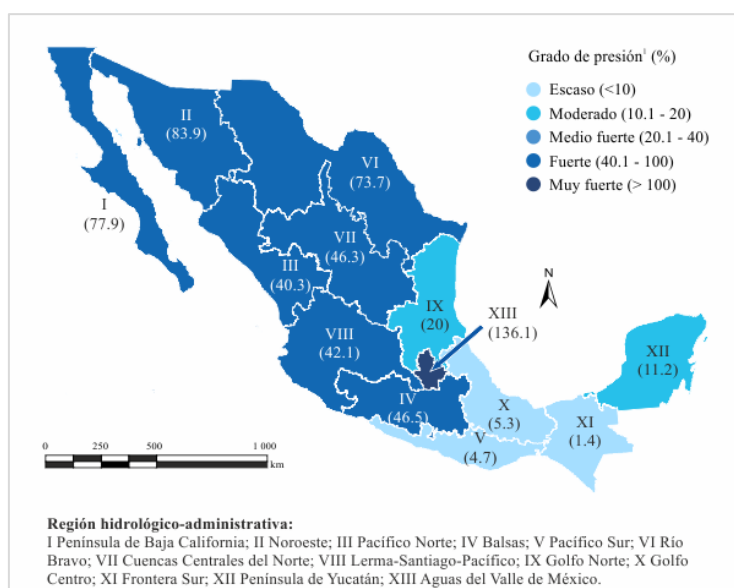 Grado de presión¹ (%)
Escaso (<10)
Moderado (10.1 - 20)
Medio fuerte (20.1 - 40)
Fuerte (40.1 - 100)
Muy fuerte (> 100)
II
(83.9)
VI
(73.7)
I
(77.9)
VII
(46.3)
III
(40.3)
N
IX
(20)
XIII
(136.1)
VIII
(42.1)
XII
(11.2)
IV
(46.5)
X
(5.3)
XI
(1.4)
V
(4.7)
0 250 500 1 000
km
Región hidrológico-administrativa:
I Península de Baja California; II Noroeste; III Pacífico Norte; IV Balsas; V Pacífico Sur; VI Río
Bravo; VII Cuencas Centrales del Norte; VIII Lerma-Santiago-Pacífico; IX Golfo Norte; X Golfo
Centro; XI Frontera Sur; XII Península de Yucatán; XIII Aguas del Valle de México.